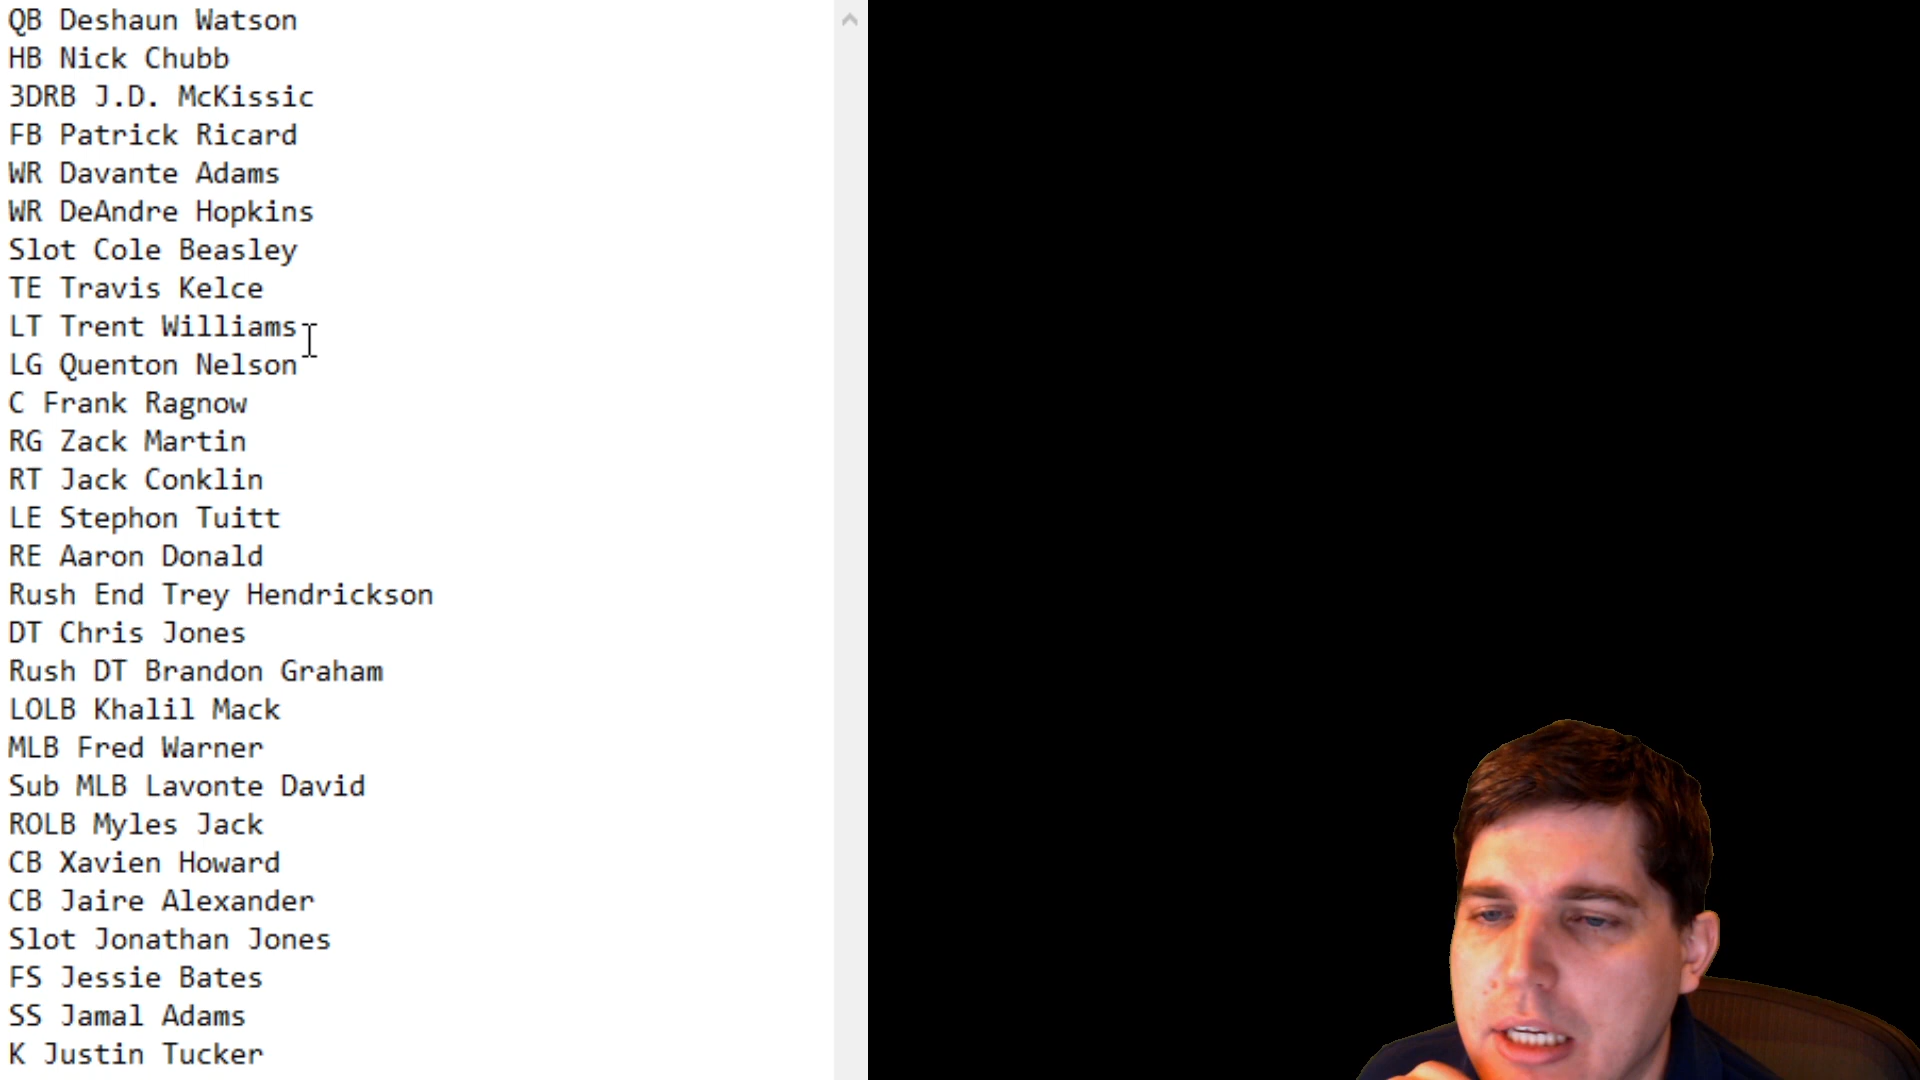 QB Deshaun Watson
HB Nick Chubb
3DRB J.D. McKissic
FB Patrick Ricard
WR Davante Adams
WR DeAndre Hopkins
Slot Cole Beasley
TE Travis Kelce
LT Trent Williams
LG Quenton Nelson
C Frank Ragnow
RG Zack Martin
RT Jack Conklin
LE Stephon Tuitt
RE Aaron Donald
Rush End Trey Hendrickson
DT Chris Jones
Rush DT Brandon Graham
LOLB Khalil Mack
MLB Fred Warner
Sub MLB Lavonte David
ROLB Myles Jack
CB Xavien Howard
CB Jaire Alexander
Slot Jonathan Jones
FS Jessie Bates
SS Jamal Adams
K Justin Tucker